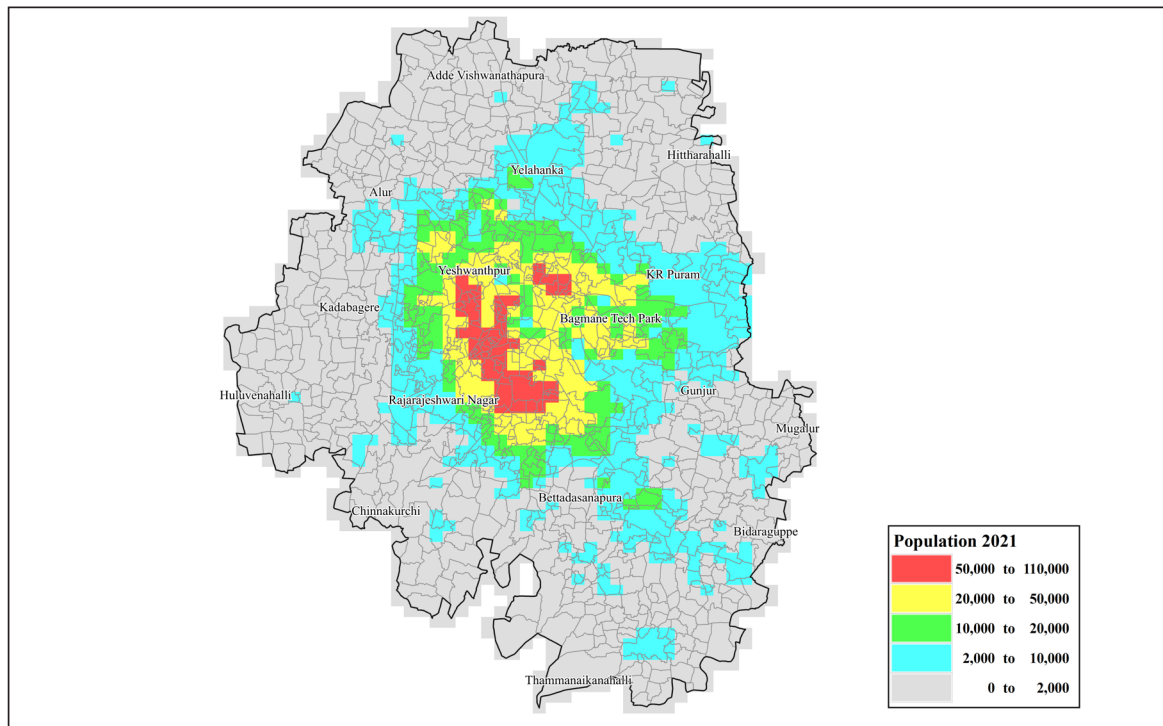 Adde Vishwanathapura
Hittharahalli
Yelahanka
Alur
Yeshwanthpur
KR Puram
Kadabagere
Bagmane Tech Park
Gunjur
Huluvenahalli
Rajarajeshwari Nagar
Mugalur
Bettadasanapura
Chinnakurchi
Bidaraguppe
Thammanaikanahalli
Population 2021
50,000 to 110,000
20,000 to 50,000
10,000 to 20,000
2,000 to 10,000
0 to 2,000